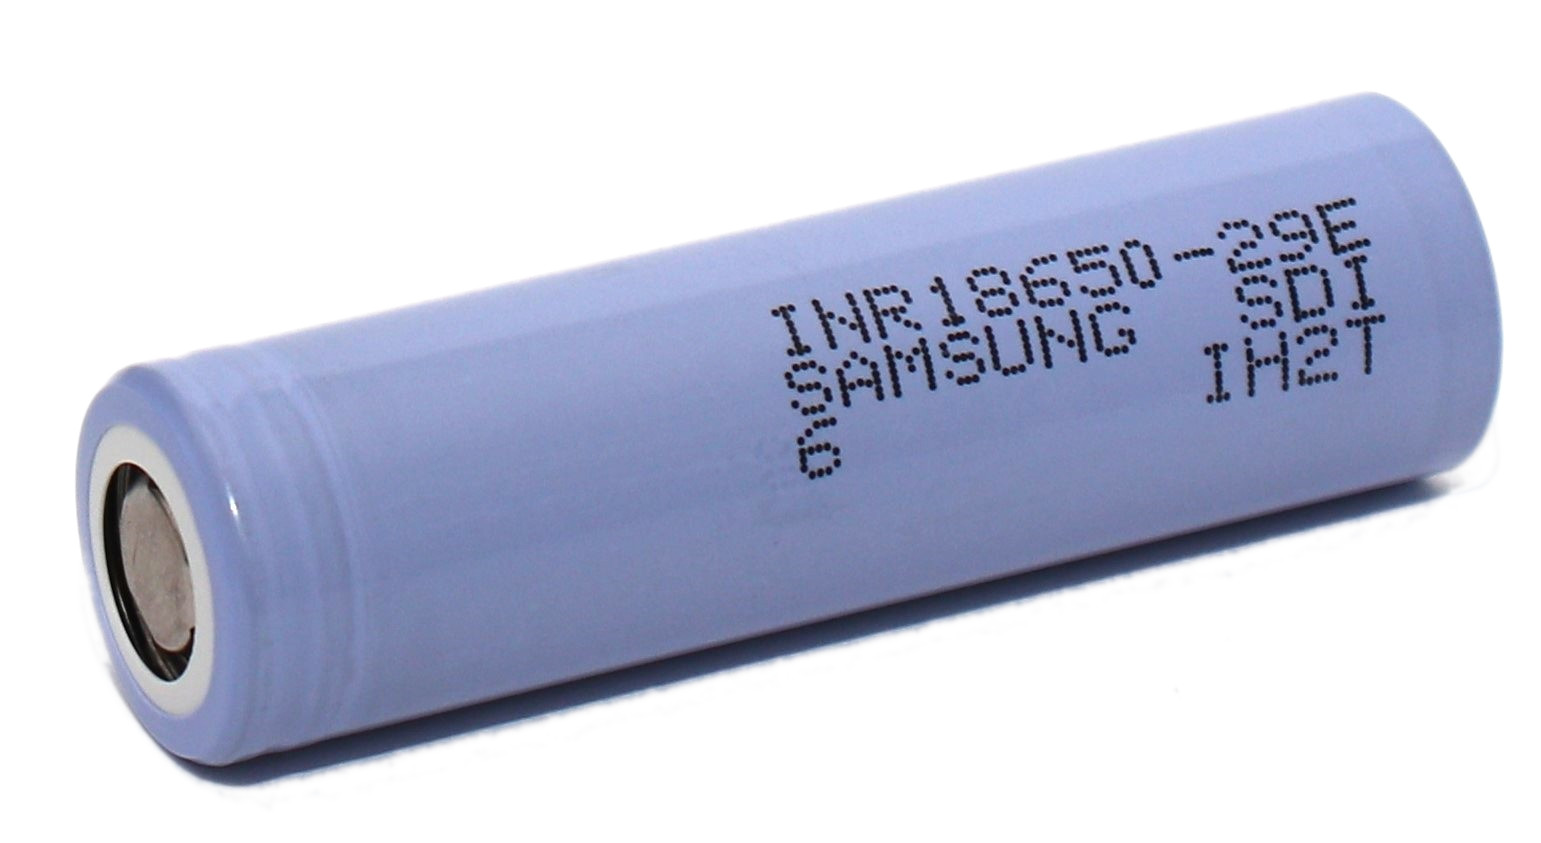 INR18650-29E
SAMSUNG SDI
6 IH2T